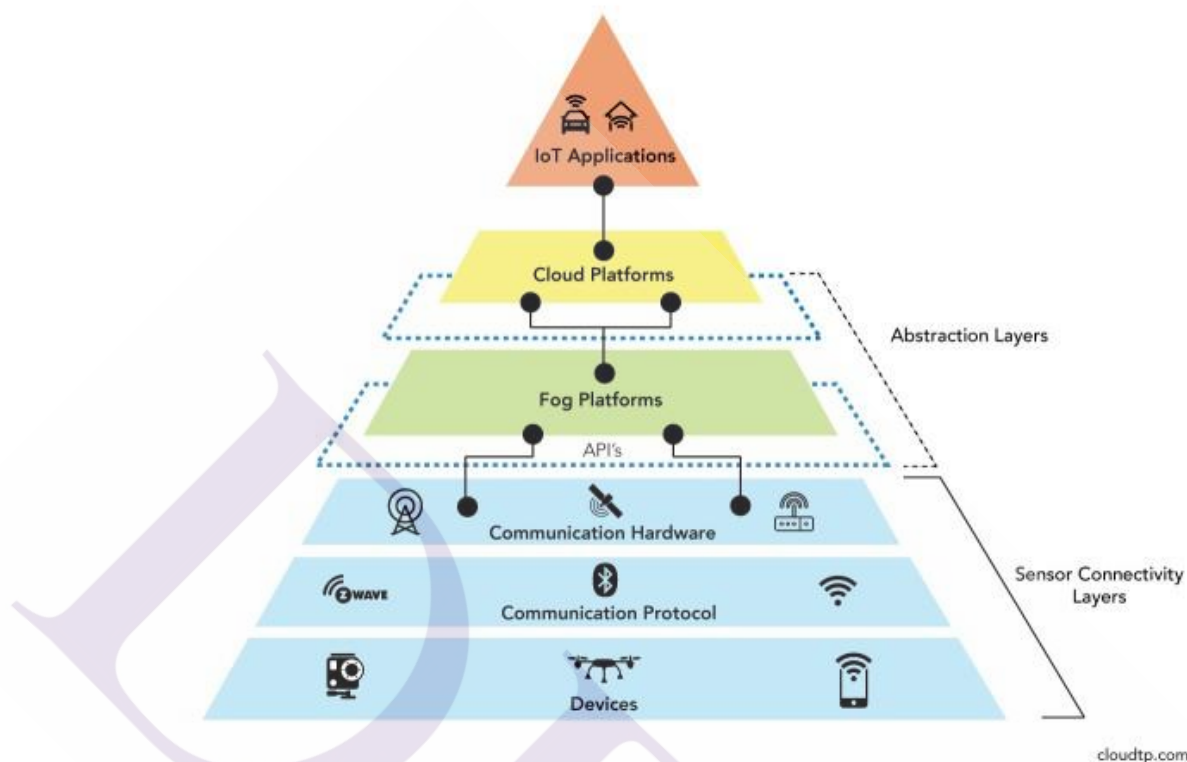 IoT Applications
Cloud Platforms
Abstraction Layers
Fog Platforms
API's
Communication Hardware
Z WAVE
Communication Protocol
Sensor Connectivity
Layers
Devices
cloudtp.com